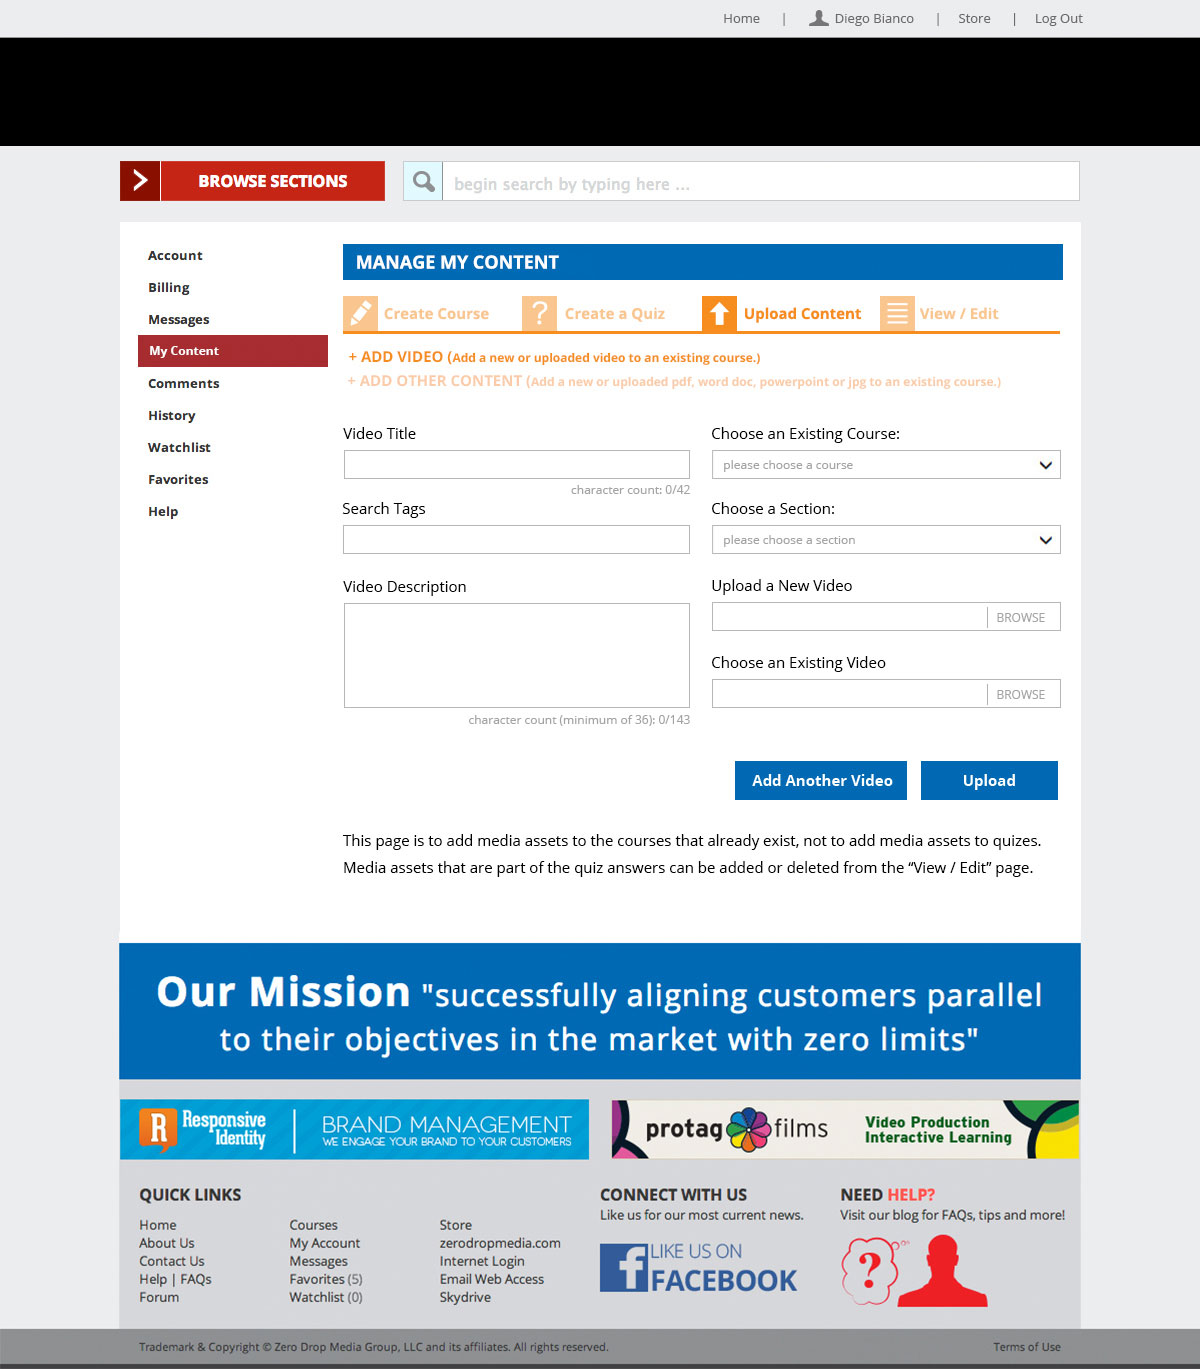 Home | Diego Bianco | Store | Log Out
BROWSE SECTIONS
begin search by typing here ...
Account
Billing
Messages
My Content
Comments
History
Watchlist
Favorites
Help
MANAGE MY CONTENT
Create Course
? Create a Quiz
Upload Content
View / Edit
+ ADD VIDEO (Add a new or uploaded video to an existing course.)
+ ADD OTHER CONTENT (Add a new or uploaded pdf, word doc, powerpoint or jpg to an existing course.)
Video Title
character count: 0/42
Search Tags
Video Description
character count (minimum of 36): 0/143
Choose an Existing Course:
please choose a course
Choose a Section:
please choose a section
Upload a New Video
BROWSE
Choose an Existing Video
BROWSE
Add Another Video
Upload
This page is to add media assets to the courses that already exist, not to add media assets to quizes.
Media assets that are part of the quiz answers can be added or deleted from the “View / Edit” page.
Our Mission "successfully aligning customers parallel
to their objectives in the market with zero limits"
R Responsive
Identity
BRAND MANAGEMENT
WE ENGAGE YOUR BRAND TO YOUR CUSTOMERS
protag films
Video Production
Interactive Learning
QUICK LINKS
Home
About Us
Contact Us
Help | FAQs
Forum
Courses
My Account
Messages
Favorites (5)
Watchlist (0)
Store
zerodropmedia.com
Internet Login
Email Web Access
Skydrive
CONNECT WITH US
Like us for our most current news.
f LIKE US ON
FACEBOOK
NEED HELP?
Visit our blog for FAQs, tips and more!
?
Trademark & Copyright © Zero Drop Media Group, LLC and its affiliates. All rights reserved.
Terms of Use